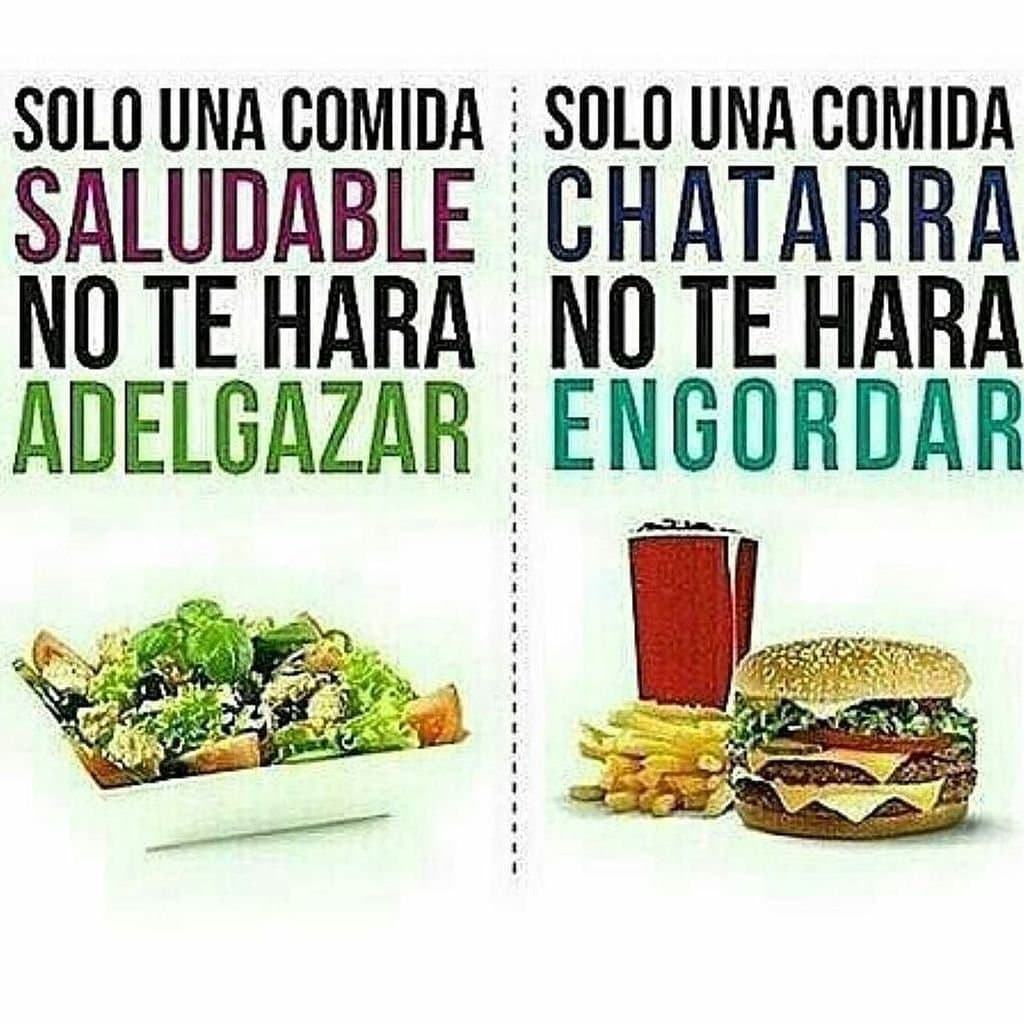 SOLO UNA COMIDA
SALUDABLE
NO TE HARA
ADELGAZAR
SOLO UNA COMIDA
CHATARRA
NO TE HARA
ENGORDAR